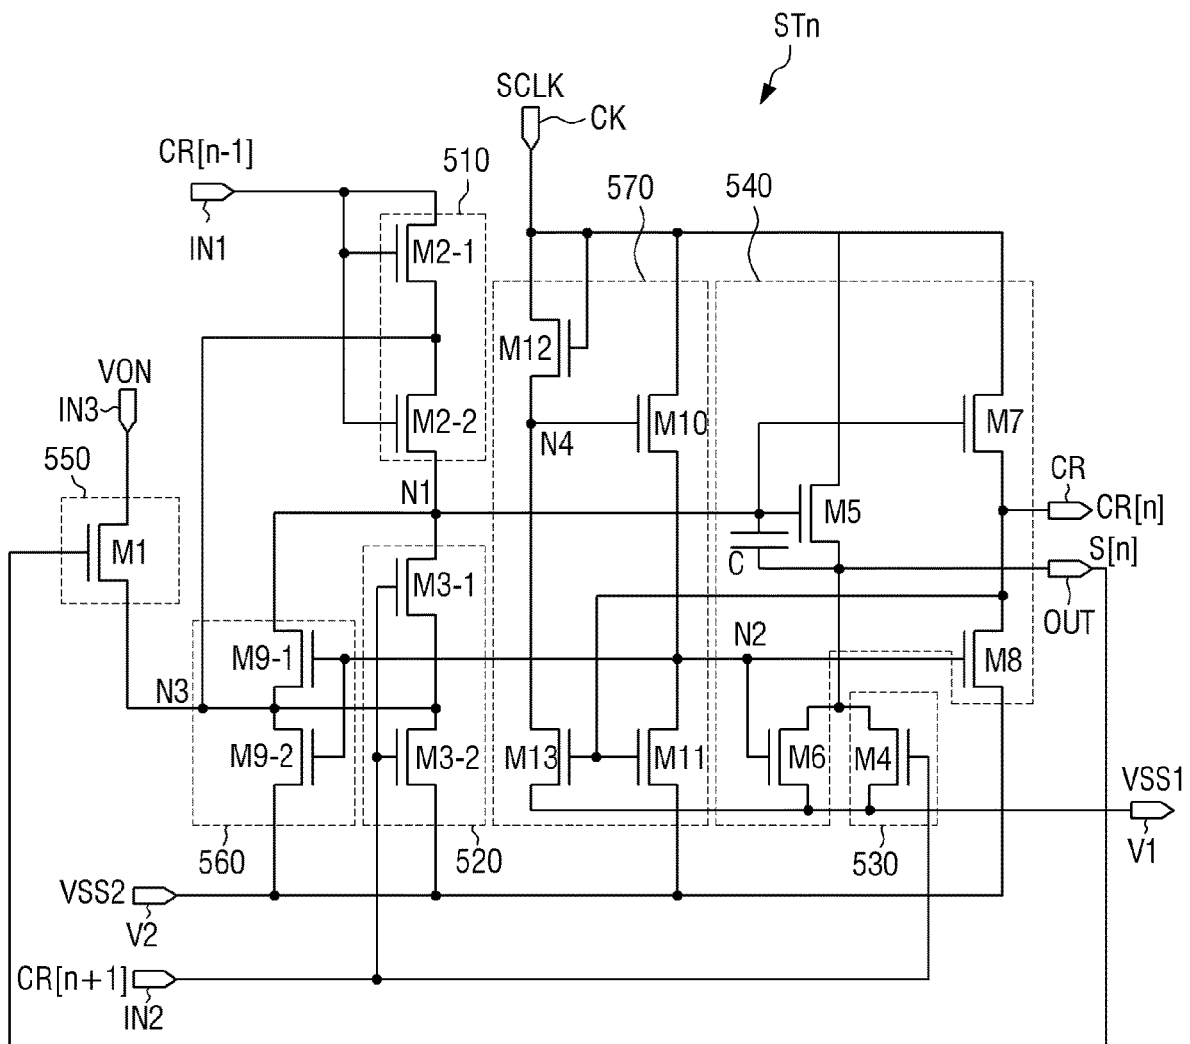 STn
SCLK
CK
CR[n-1]
510
570
540
IN1
M2-1
M12
VON
IN3
M2-2
M10
M7
N4
550
N1
CR
CR[n]
M5
M1
S[n]
C
M3-1
OUT
N2
M9-1
M8
N3
M9-2
M3-2
M13
M11
M6
M4
VSS1
560
520
530
V1
VSS2
V2
CR[n+1]
IN2